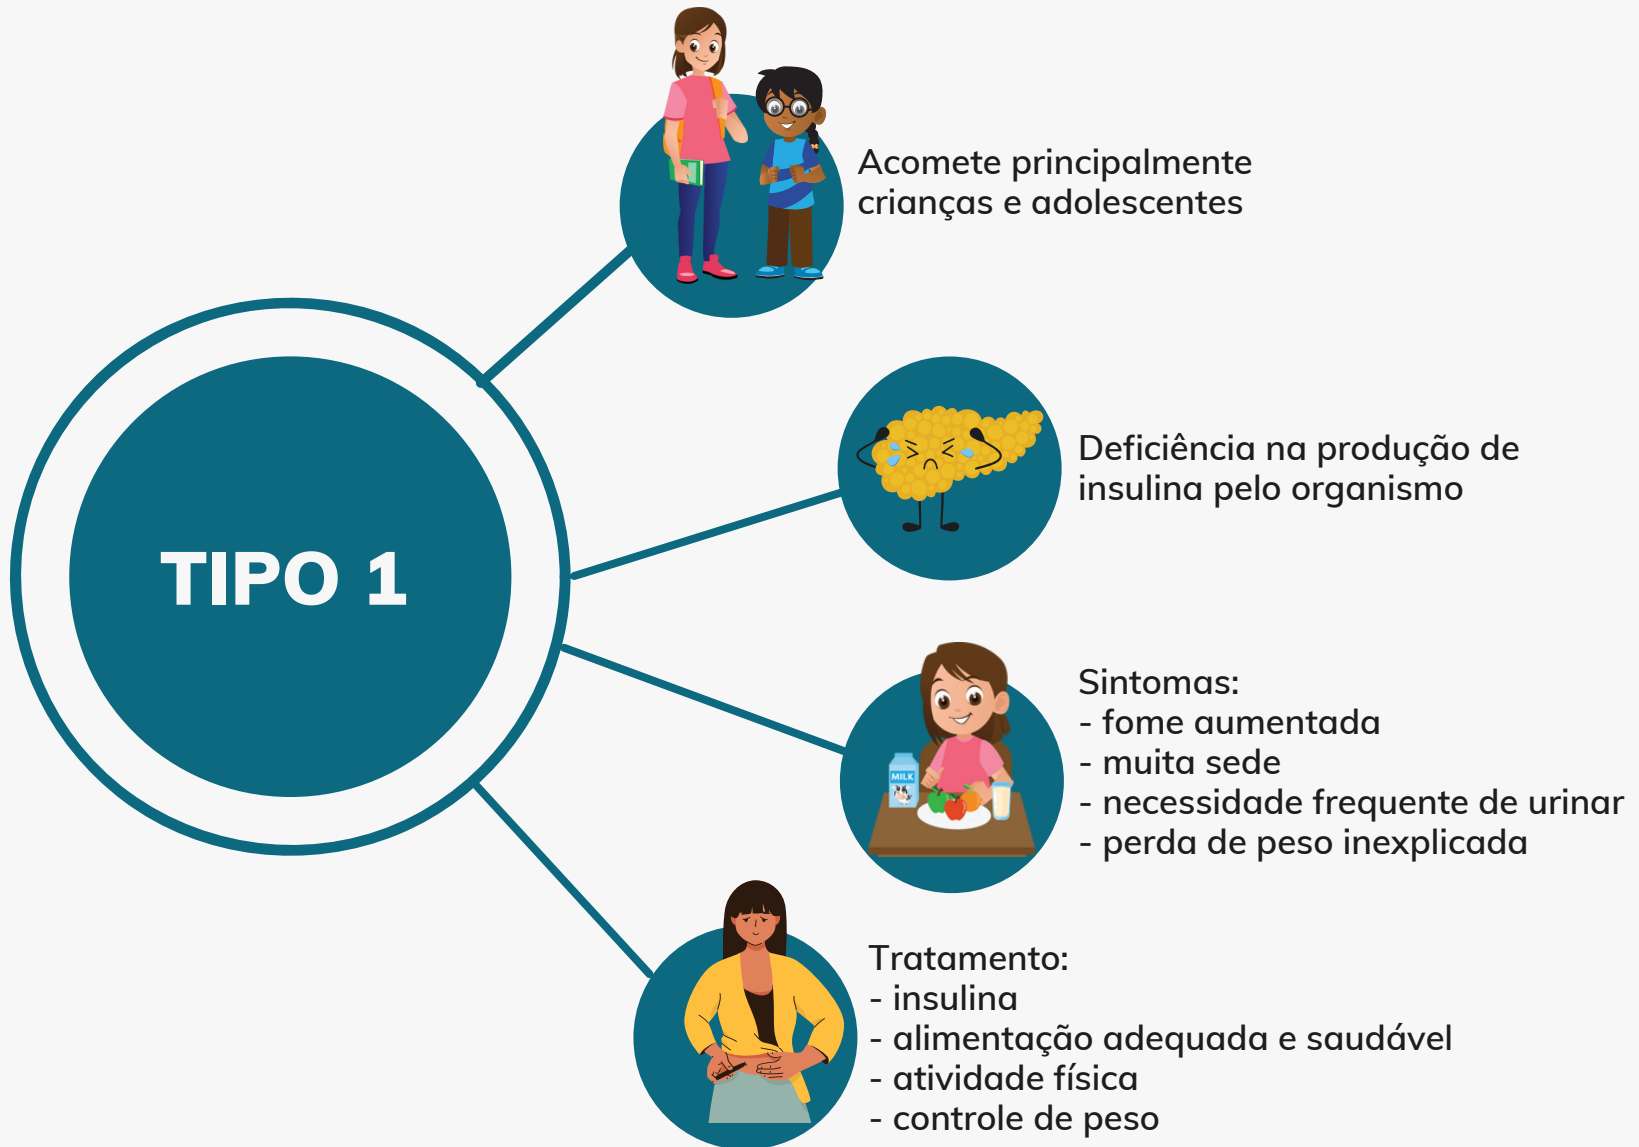 TIPO 1
Acomete principalmente
crianças e adolescentes
Deficiência na produção de
insulina pelo organismo
MILK
Sintomas:
- fome aumentada
- muita sede
- necessidade frequente de urinar
- perda de peso inexplicada
Tratamento:
- insulina
- alimentação adequada e saudável
- atividade física
- controle de peso